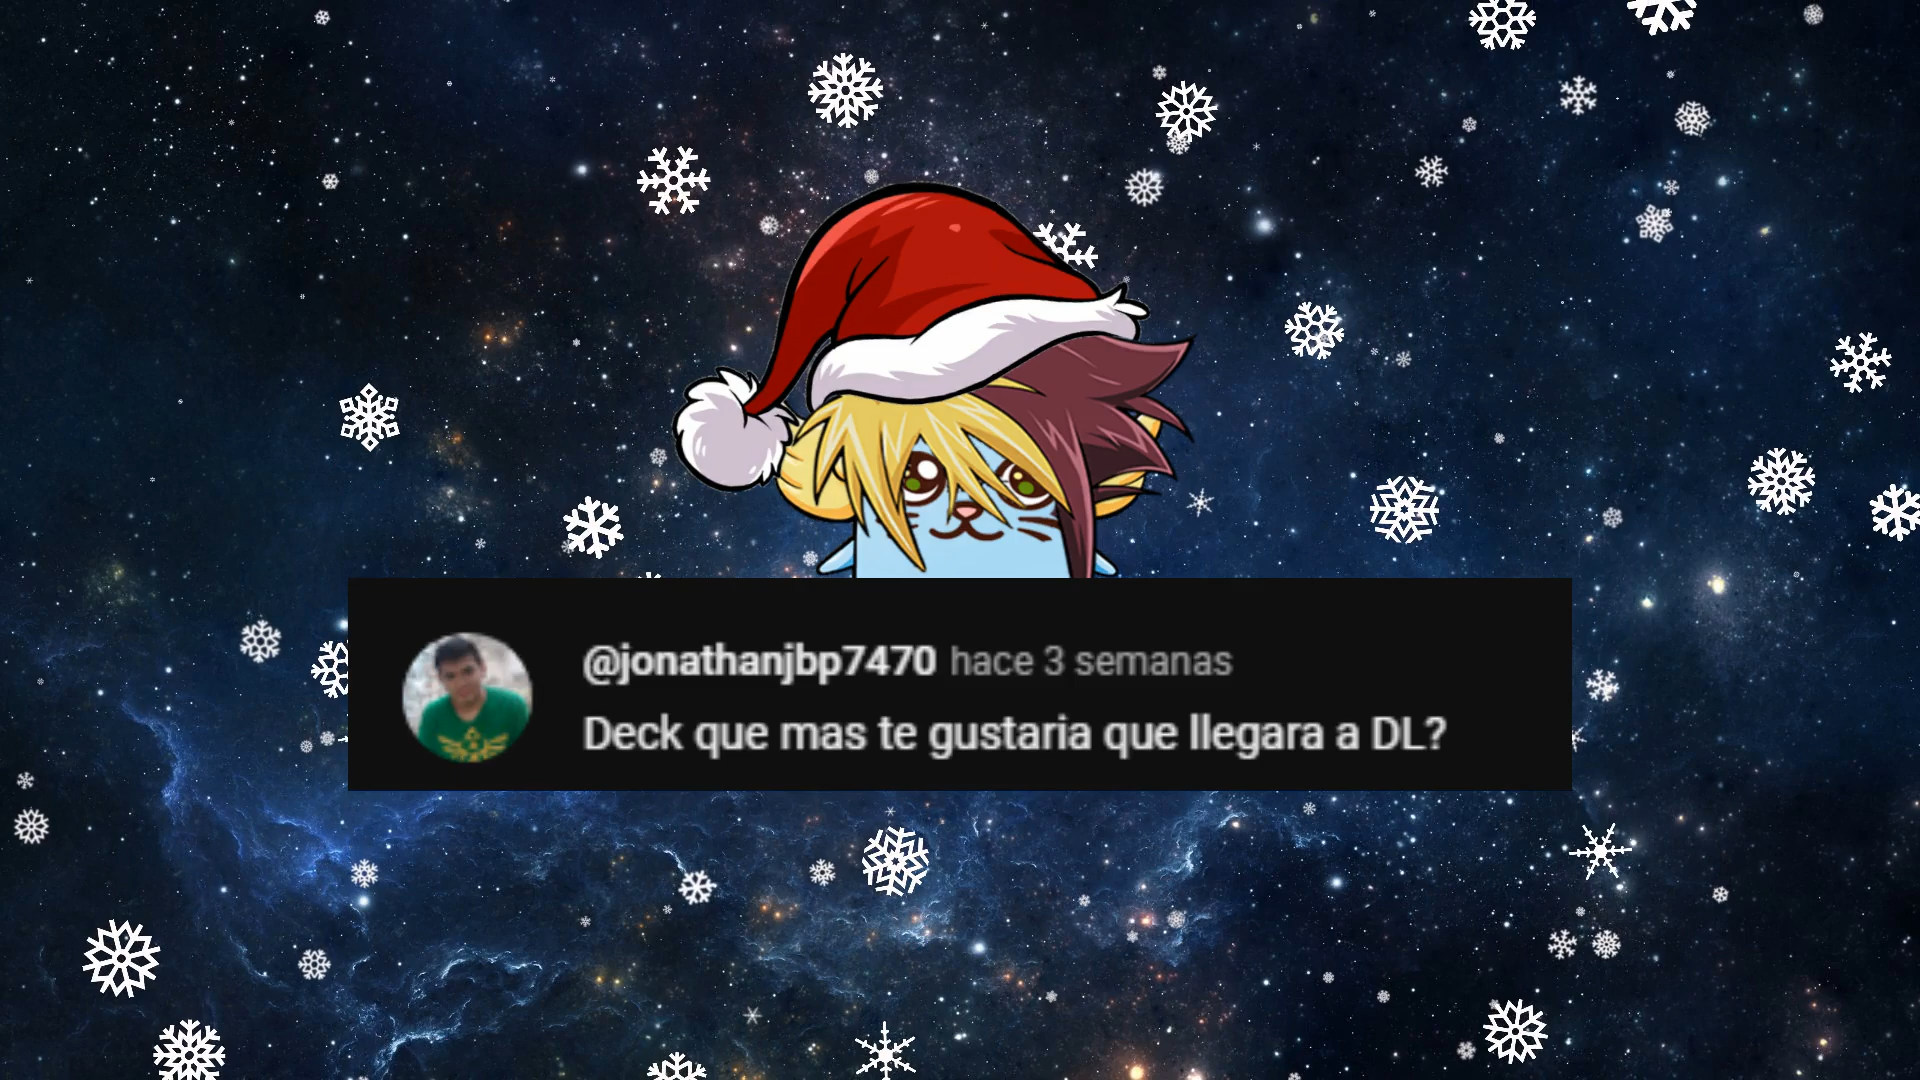 @jonathanjbp7470 hace 3 semanas
Deck que mas te gustaria que llegara a DL?